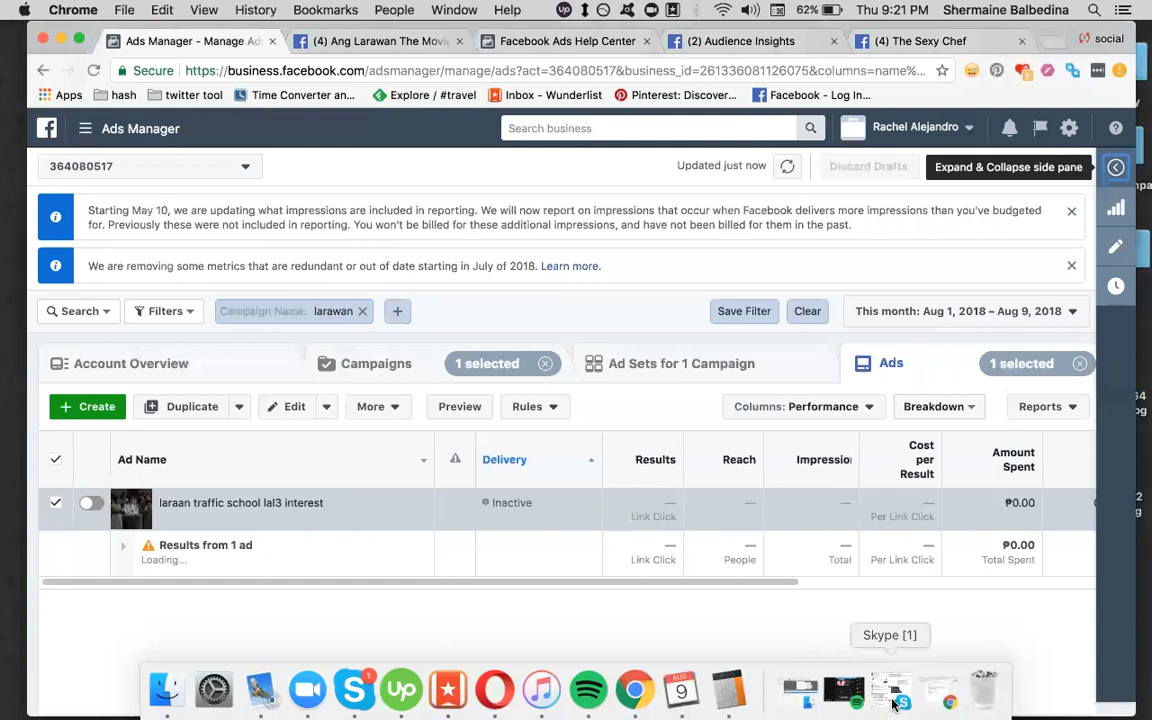 Chrome File Edit View History Bookmarks People Window Help 62% Thu 9:21 PM Shermaine Balbedina
Ads Manager - Manage Ads (4) Ang Larawan The Movie Facebook Ads Help Center (2) Audience Insights (4) The Sexy Chef social
Secure https://business.facebook.com/adsmanager/manage/ads?act=364080517&business_id=261336081126075&columns=name%...
Apps hash twitter tool Time Converter an... Explore / #travel Inbox - Wunderlist Pinterest: Discover... Facebook - Log In...
Ads Manager Search business Rachel Alejandro
364080517 Updated just now Discard Drafts Expand & Collapse side pane
Starting May 10, we are updating what impressions are included in reporting. We will now report on impressions that occur when Facebook delivers more impressions than you've budgeted
for. Previously these were not included in reporting. You won't be billed for these additional impressions, and have not been billed for them in the past.
We are removing some metrics that are redundant or out of date starting in July of 2018. Learn more.
Search Filters Campaign Name: larawan Save Filter Clear This month: Aug 1, 2018 – Aug 9, 2018
Account Overview Campaigns 1 selected Ad Sets for 1 Campaign Ads 1 selected
+ Create Duplicate Edit More Preview Rules Columns: Performance Breakdown Reports
Ad Name Delivery Results Reach Impressio Cost per Result Amount Spent
laraan traffic school lal3 interest Inactive — — — — ₱0.00
Link Click Per Link Click
Results from 1 ad — — — — ₱0.00
Loading... Link Click People Total Per Link Click Total Spent
Skype [1]
1 Up AUG 9